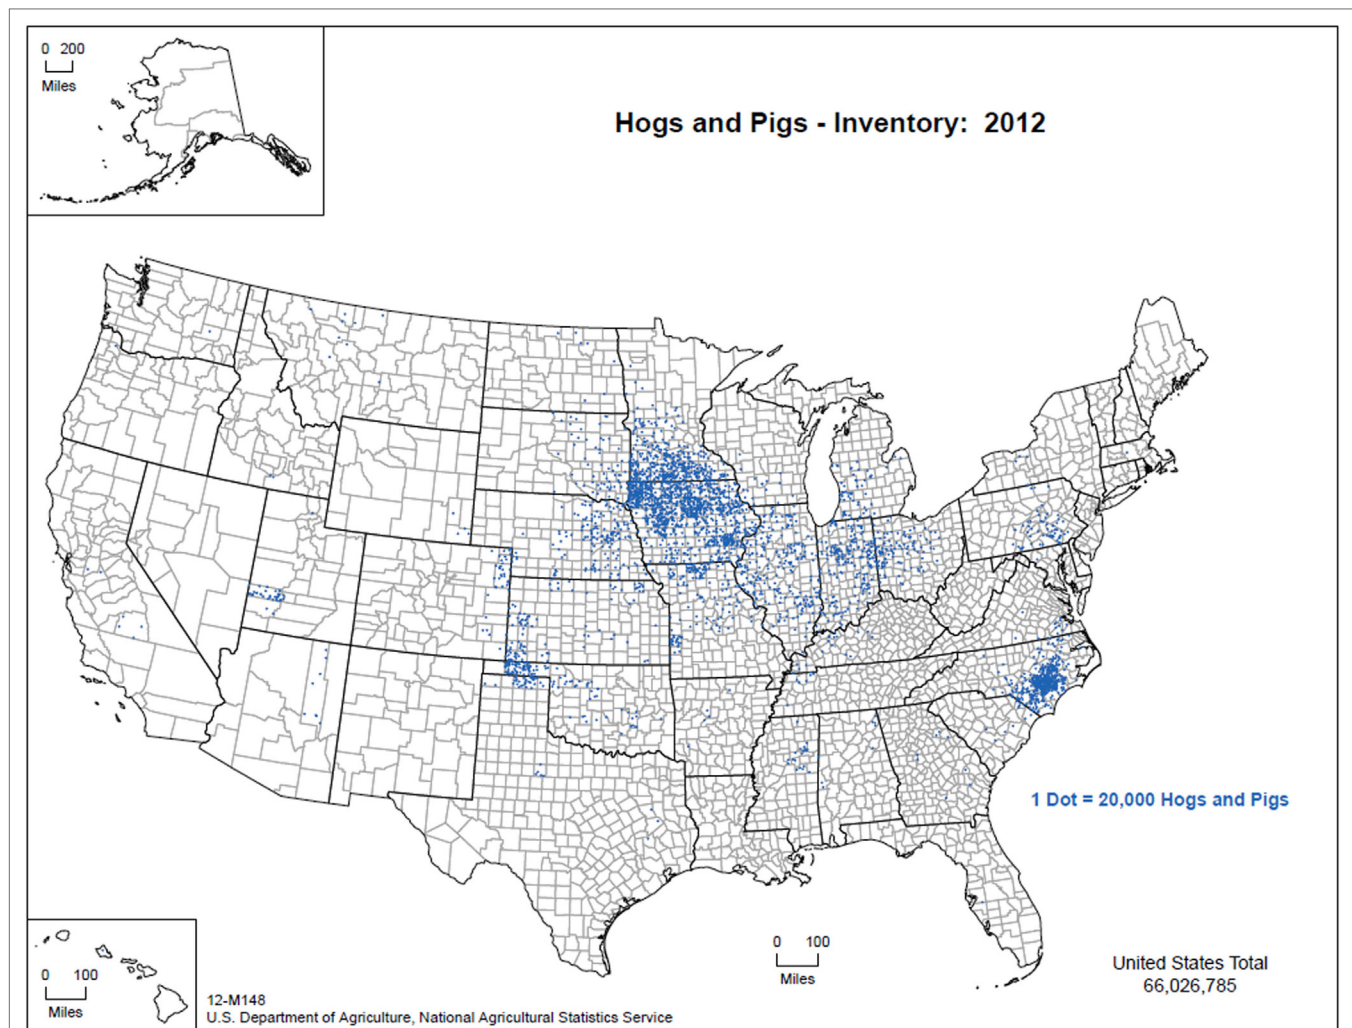 0 200
Miles
Hogs and Pigs - Inventory: 2012
1 Dot = 20,000 Hogs and Pigs
0 100
Miles
0 100
Miles
United States Total
66,026,785
12-M148
U.S. Department of Agriculture, National Agricultural Statistics Service